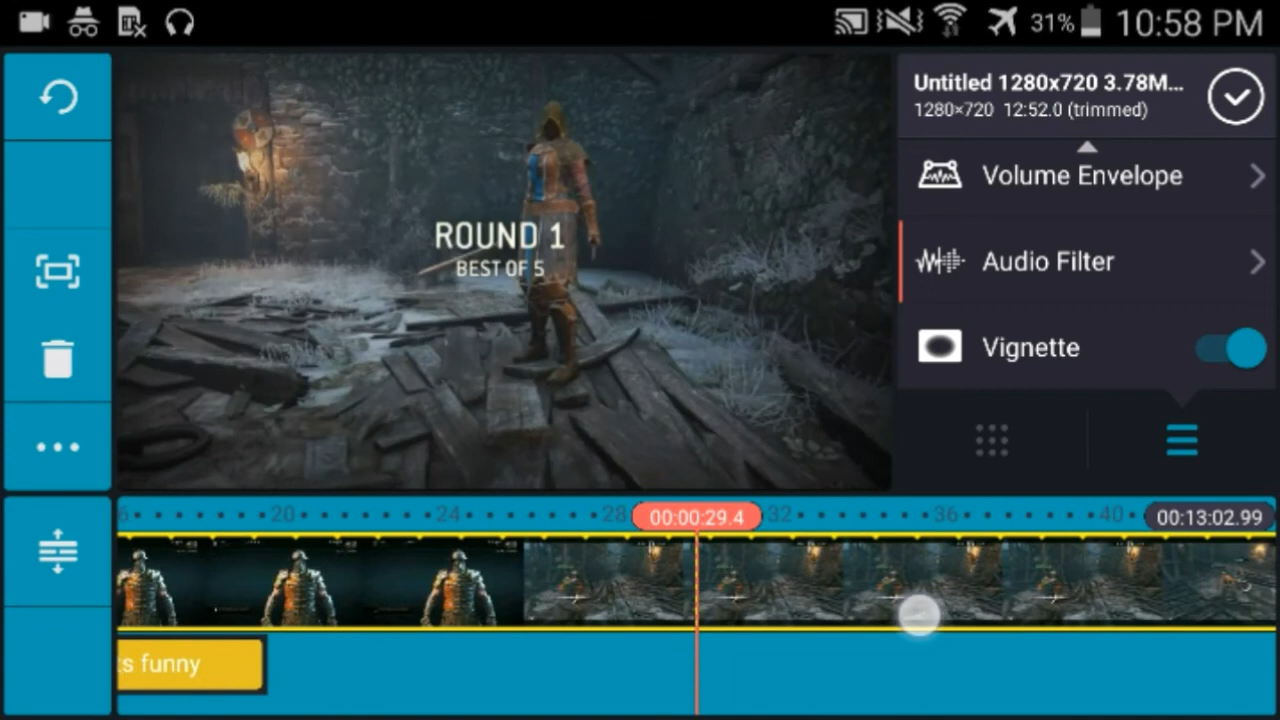 31% 10:58 PM
Untitled 1280x720 3.78M...
1280×720 12:52.0 (trimmed)
Volume Envelope
Audio Filter
Vignette
ROUND 1
BEST OF 5
6 20 24 28 00:00:29.4 32 36 40 00:13:02.99
ts funny